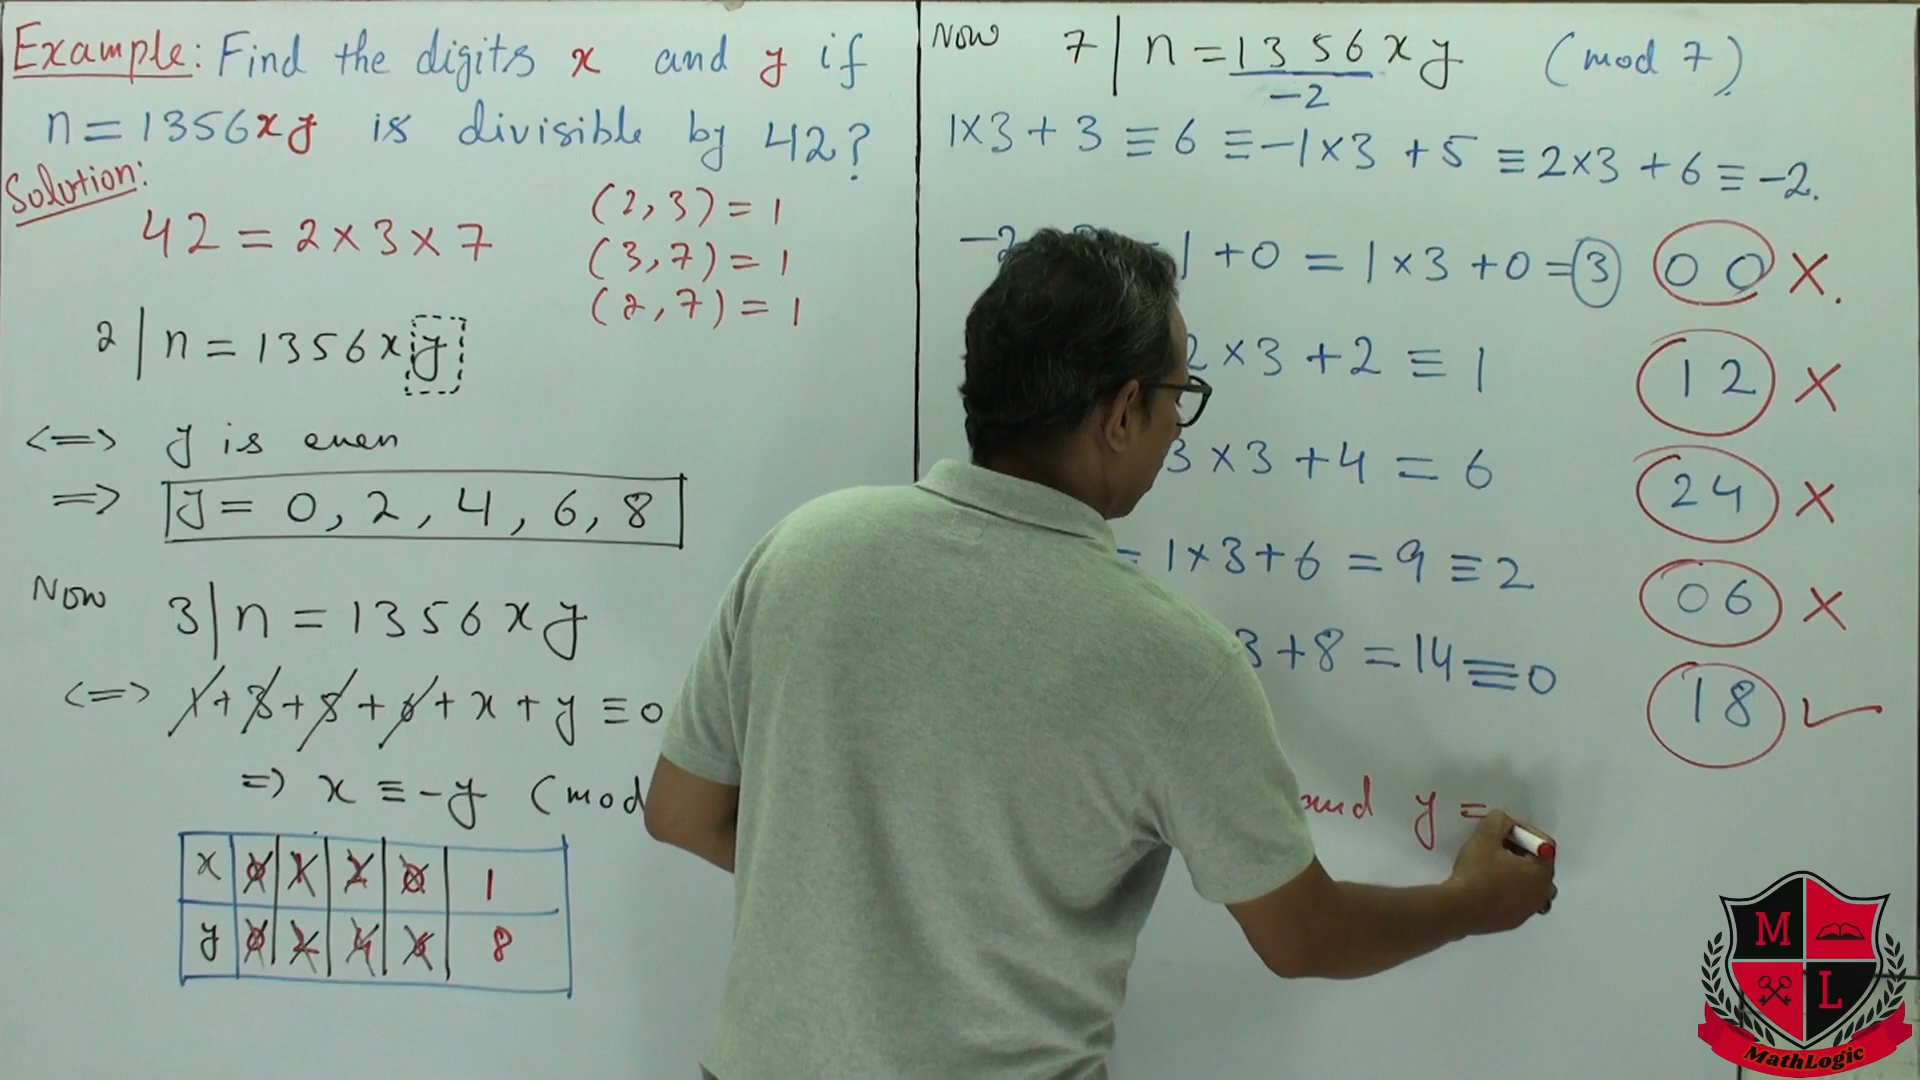 Example: Find the digits x and y if
n = 1356xy is divisible by 42?
Solution:
42 = 2 × 3 × 7
(2, 3) = 1
(3, 7) = 1
(2, 7) = 1
2 | n = 1356xy
<=> y is even
=> y = 0, 2, 4, 6, 8
Now 3 | n = 1356xy
<=> 1 + 3 + 5 + 6 + x + y ≡ 0
=> x ≡ -y (mod
x 0 1 2 0 1
y 0 2 4 6 8
Now 7 | n = 1356xy (mod 7)
-2
1×3 + 3 ≡ 6 ≡ -1×3 + 5 ≡ 2×3 + 6 ≡ -2.
-2 1 + 0 = 1×3 + 0 = 3 00 ×.
2×3 + 2 ≡ 1 12 ×
3×3 + 4 = 6 24 ×
= 1×3 + 6 = 9 ≡ 2 06 ×
3 + 8 = 14 ≡ 0 18 ✓
and y =
M L
MathLogic